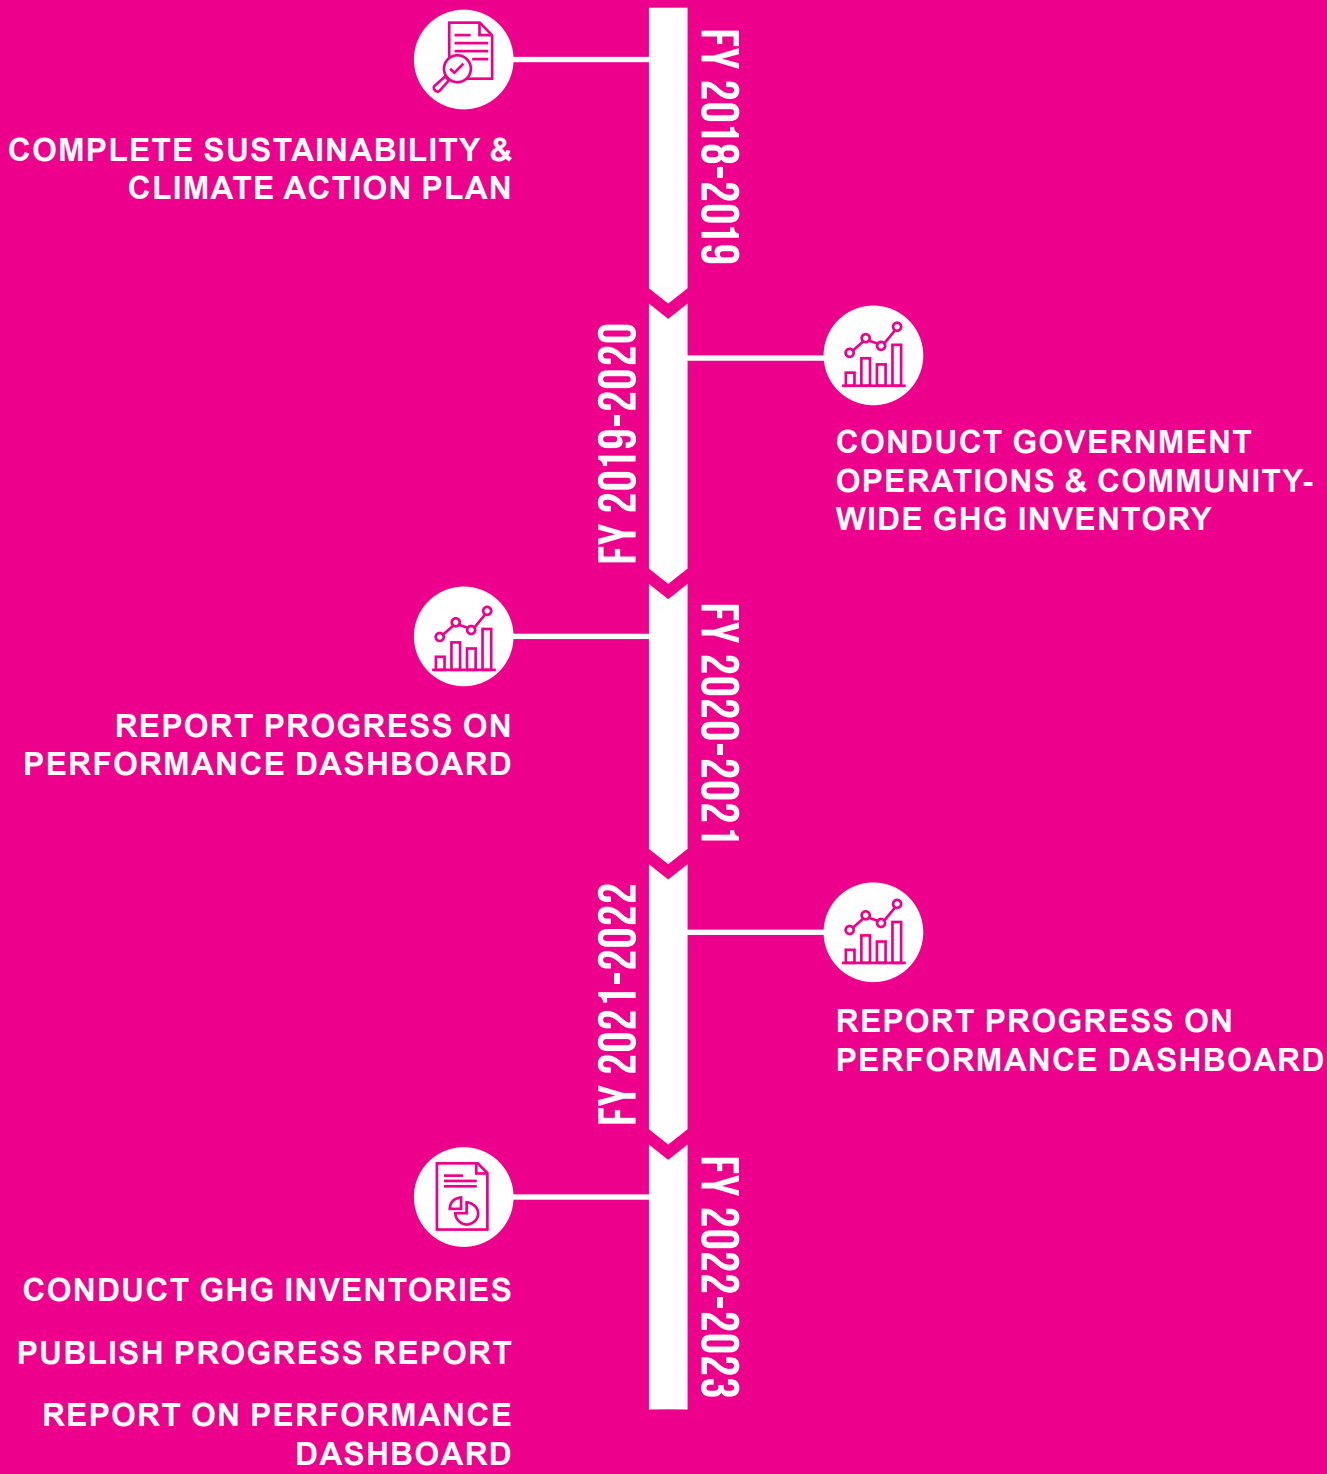 FY 2018-2019
COMPLETE SUSTAINABILITY &
CLIMATE ACTION PLAN
FY 2019-2020
CONDUCT GOVERNMENT
OPERATIONS & COMMUNITY-
WIDE GHG INVENTORY
FY 2020-2021
REPORT PROGRESS ON
PERFORMANCE DASHBOARD
FY 2021-2022
REPORT PROGRESS ON
PERFORMANCE DASHBOARD
FY 2022-2023
CONDUCT GHG INVENTORIES
PUBLISH PROGRESS REPORT
REPORT ON PERFORMANCE
DASHBOARD